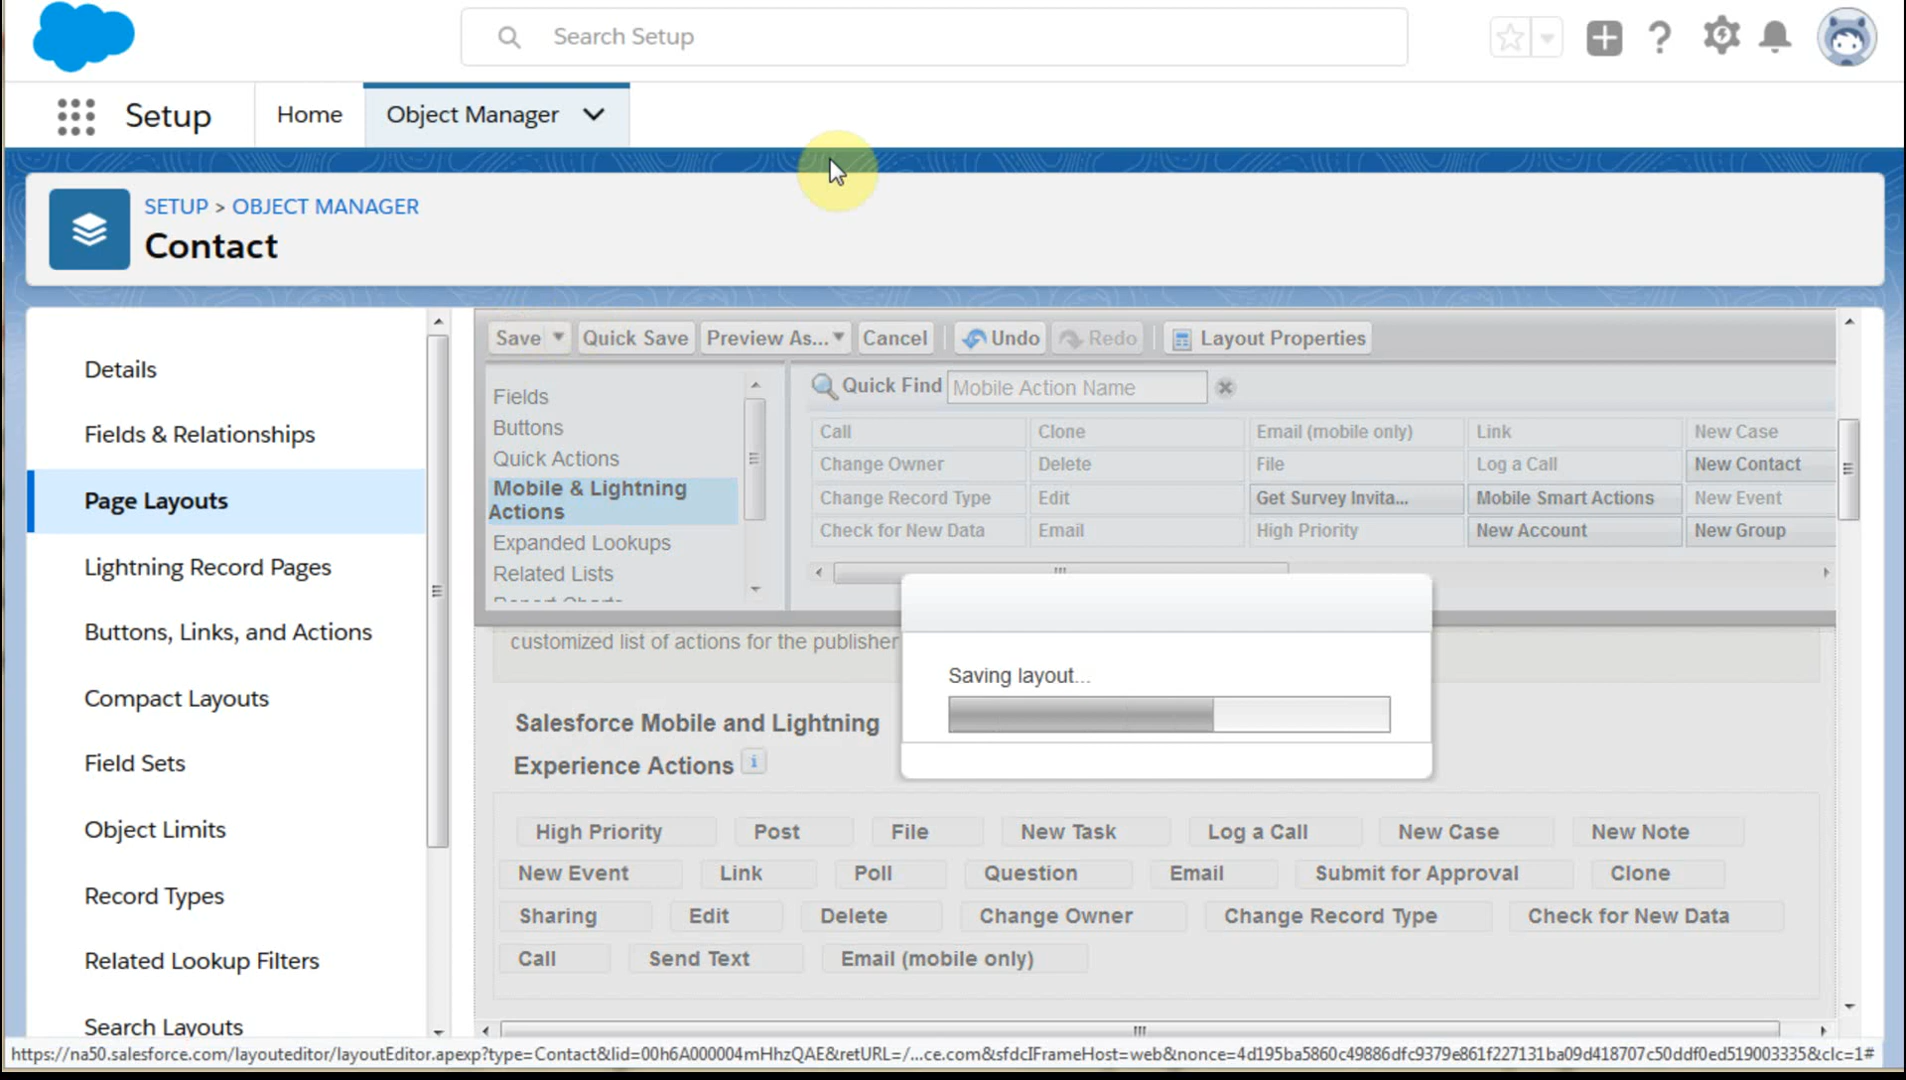 Search Setup
Setup
Home
Object Manager
SETUP > OBJECT MANAGER
Contact
Details
Fields & Relationships
Page Layouts
Lightning Record Pages
Buttons, Links, and Actions
Compact Layouts
Field Sets
Object Limits
Record Types
Related Lookup Filters
Search Layouts
Save Quick Save Preview As... Cancel Undo Redo Layout Properties
Fields
Buttons
Quick Actions
Mobile & Lightning
Actions
Expanded Lookups
Related Lists
Report Charts
Quick Find Mobile Action Name
Call Clone Email (mobile only) Link New Case
Change Owner Delete File Log a Call New Contact
Change Record Type Edit Get Survey Invita... Mobile Smart Actions New Event
Check for New Data Email High Priority New Account New Group
customized list of actions for the publisher
Saving layout...
Salesforce Mobile and Lightning
Experience Actions i
High Priority Post File New Task Log a Call New Case New Note
New Event Link Poll Question Email Submit for Approval Clone
Sharing Edit Delete Change Owner Change Record Type Check for New Data
Call Send Text Email (mobile only)
https://na50.salesforce.com/layouteditor/layoutEditor.apexp?type=Contact&lid=00h6A000004mHhzQAE&retURL=/...ce.com&sfdcIFrameHost=web&nonce=4d195ba5860c49886dfc9379e861f227131ba09d418707c50ddf0ed519003335&clc=1#